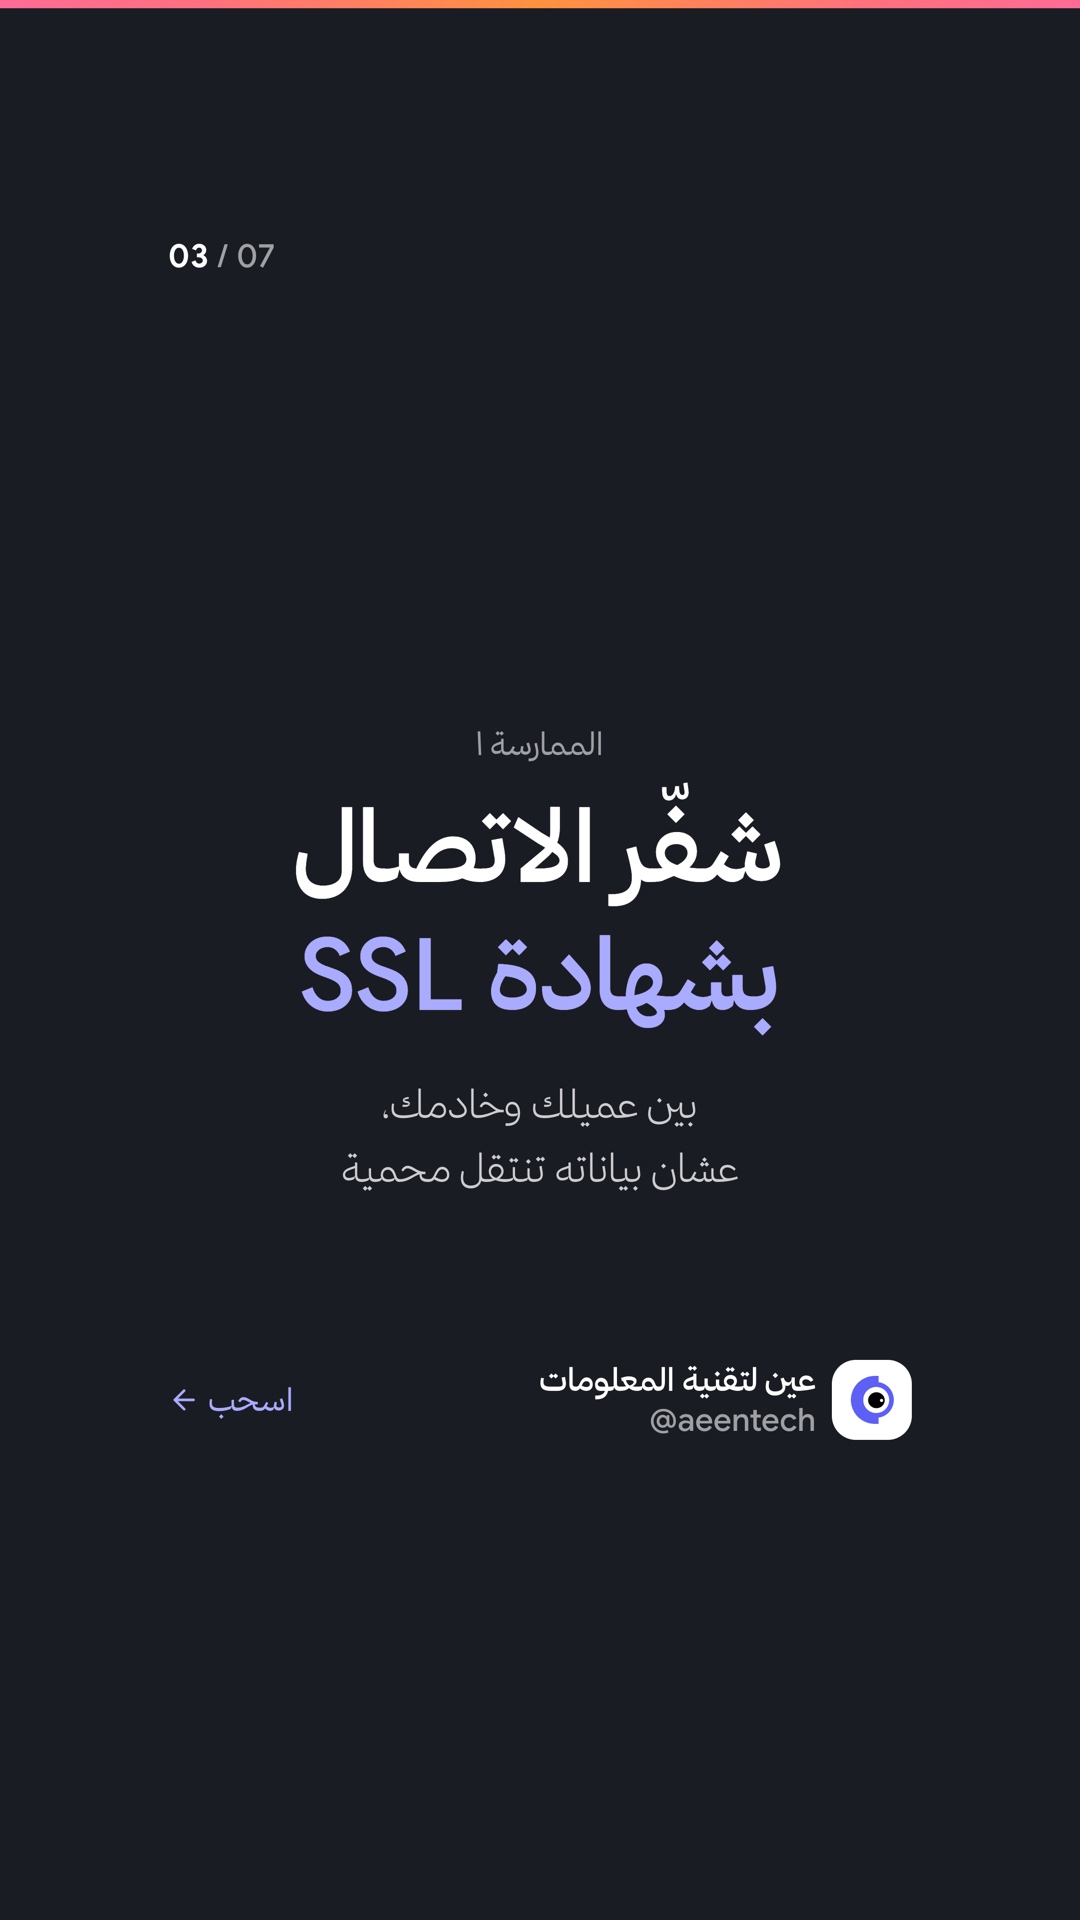 03 / 07
الممارسة ١
شفّر الاتصال
بشهادة SSL
بين عميلك وخادمك،
عشان بياناته تنتقل محمية
عين لتقنية المعلومات
@aeentech
اسحب ←